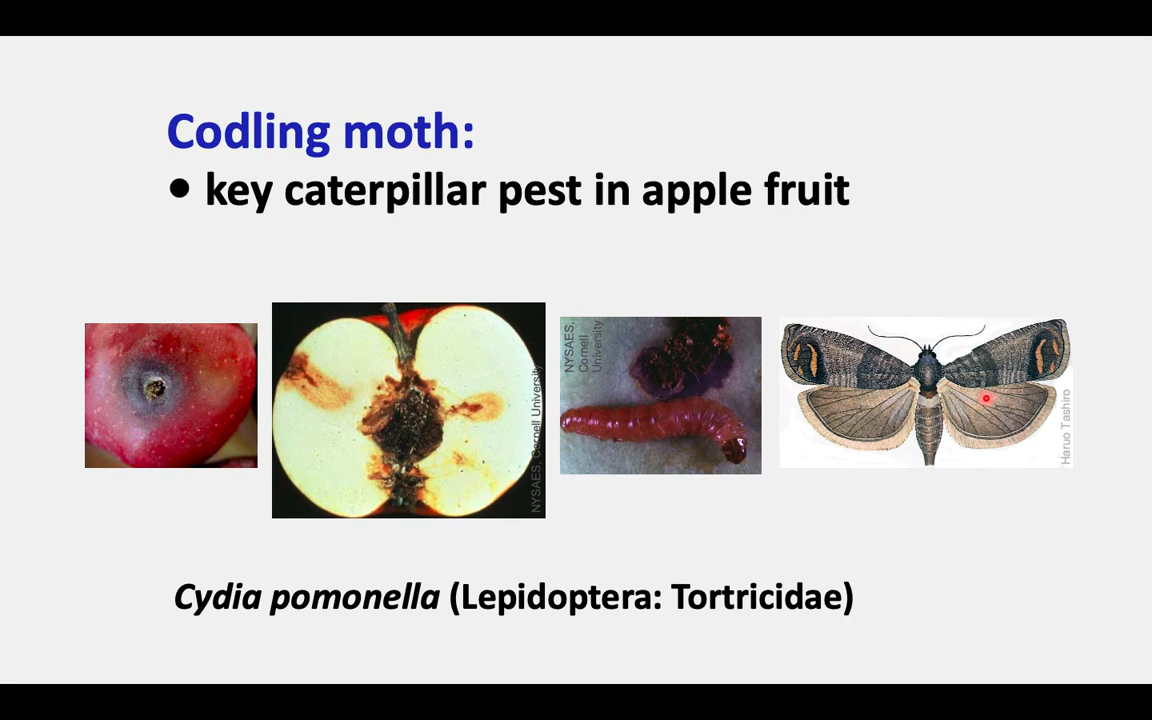 Codling moth:
• key caterpillar pest in apple fruit
NYSAES, Cornell University
NYSAES,
Cornell
University
Haruo Tashiro
Cydia pomonella (Lepidoptera: Tortricidae)